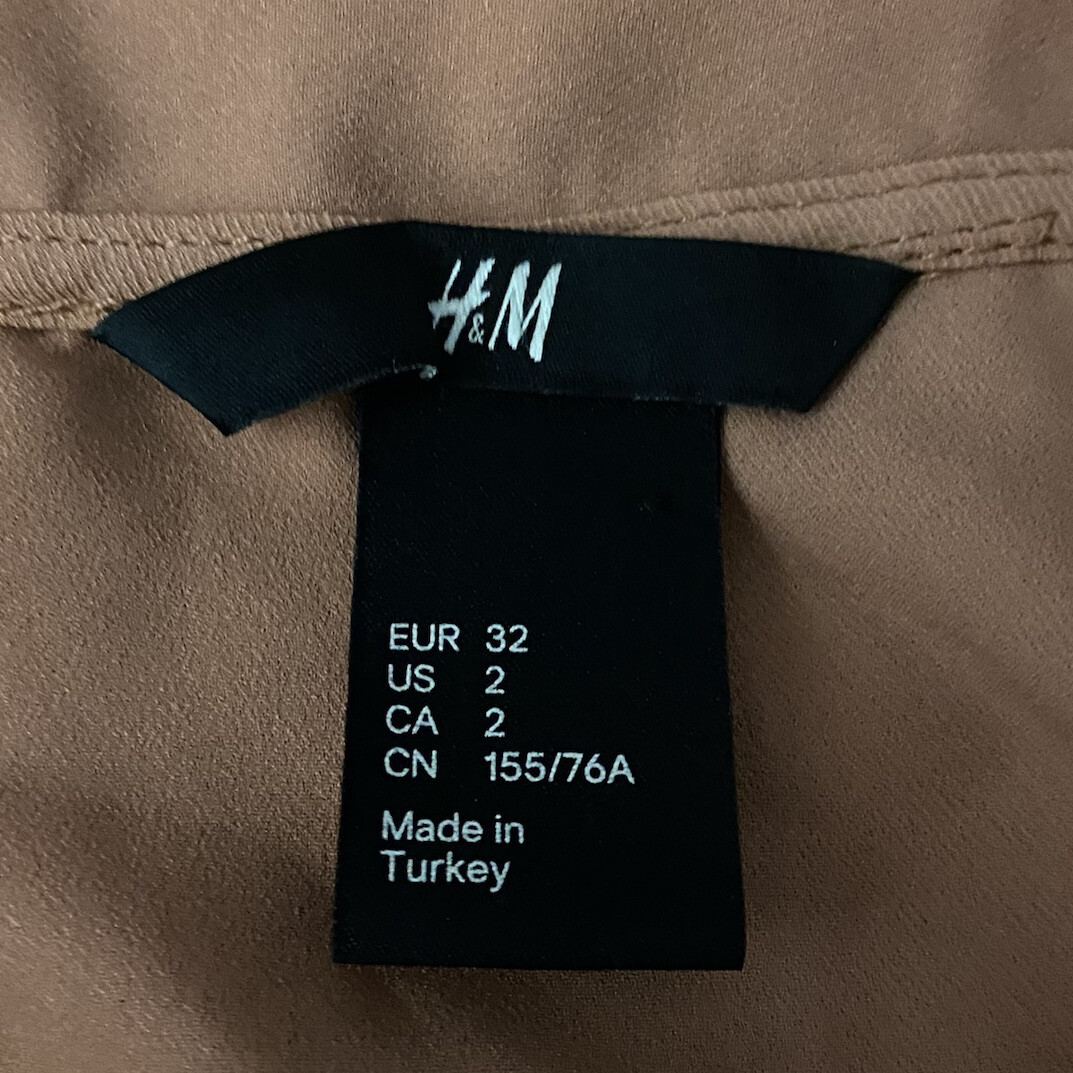 H&M
EUR 32
US 2
CA 2
CN 155/76A
Made in
Turkey